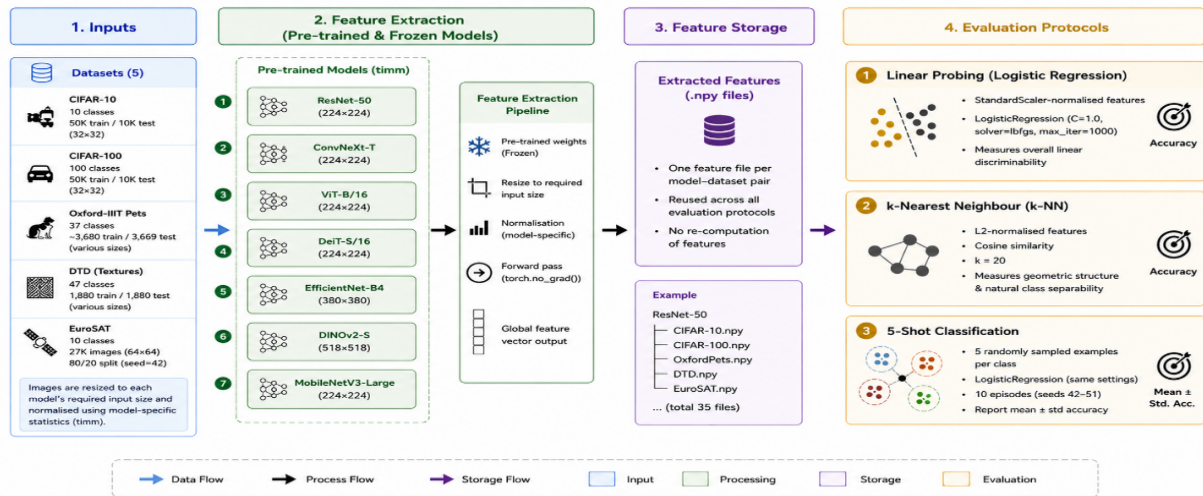 1. Inputs
Datasets (5)
CIFAR-10
10 classes
50K train / 10K test
(32×32)
CIFAR-100
100 classes
50K train / 10K test
(32×32)
Oxford-IIIT Pets
37 classes
~3,680 train / 3,669 test
(various sizes)
DTD (Textures)
47 classes
1,880 train / 1,880 test
(various sizes)
EuroSAT
10 classes
27K images (64×64)
80/20 split (seed=42)
Images are resized to each
model's required input size and
normalised using model-specific
statistics (timm).
2. Feature Extraction
(Pre-trained & Frozen Models)
Pre-trained Models (timm)
1
ResNet-50
(224×224)
2
ConvNeXt-T
(224×224)
3
ViT-B/16
(224×224)
4
DeiT-S/16
(224×224)
5
EfficientNet-B4
(380×380)
6
DINOv2-S
(518×518)
7
MobileNetV3-Large
(224×224)
Feature Extraction
Pipeline
Pre-trained weights
(Frozen)
Resize to required
input size
Normalisation
(model-specific)
Forward pass
(torch.no_grad())
Global feature
vector output
3. Feature Storage
Extracted Features
(.npy files)
• One feature file per
model–dataset pair
• Reused across all
evaluation protocols
• No re-computation
of features
Example
ResNet-50
CIFAR-10.npy
CIFAR-100.npy
OxfordPets.npy
DTD.npy
EuroSAT.npy
... (total 35 files)
4. Evaluation Protocols
1 Linear Probing (Logistic Regression)
• StandardScaler-normalised features
• LogisticRegression (C=1.0,
solver=lbfgs, max_iter=1000)
• Measures overall linear
discriminability
Accuracy
2 k-Nearest Neighbour (k-NN)
• L2-normalised features
• Cosine similarity
• k = 20
• Measures geometric structure
& natural class separability
Accuracy
3 5-Shot Classification
• 5 randomly sampled examples
per class
• LogisticRegression (same settings)
• 10 episodes (seeds 42–51)
• Report mean ± std accuracy
Mean ±
Std. Acc.
Data Flow
Process Flow
Storage Flow
Input
Processing
Storage
Evaluation